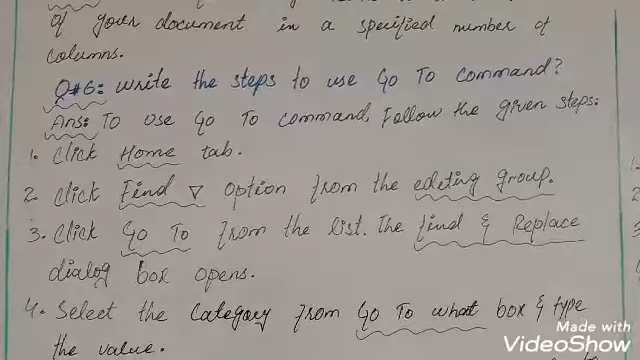 of your document in a specified number of
columns.
Q#6: Write the steps to use Go To command?
Ans: To use Go To command, Follow the given steps:
1. Click Home tab.
2. Click Find ▽ option from the editing group.
3. Click Go To from the list. The find & Replace
dialog box opens.
4. Select the Category from Go To what box & type
the value.
Made with
VideoShow